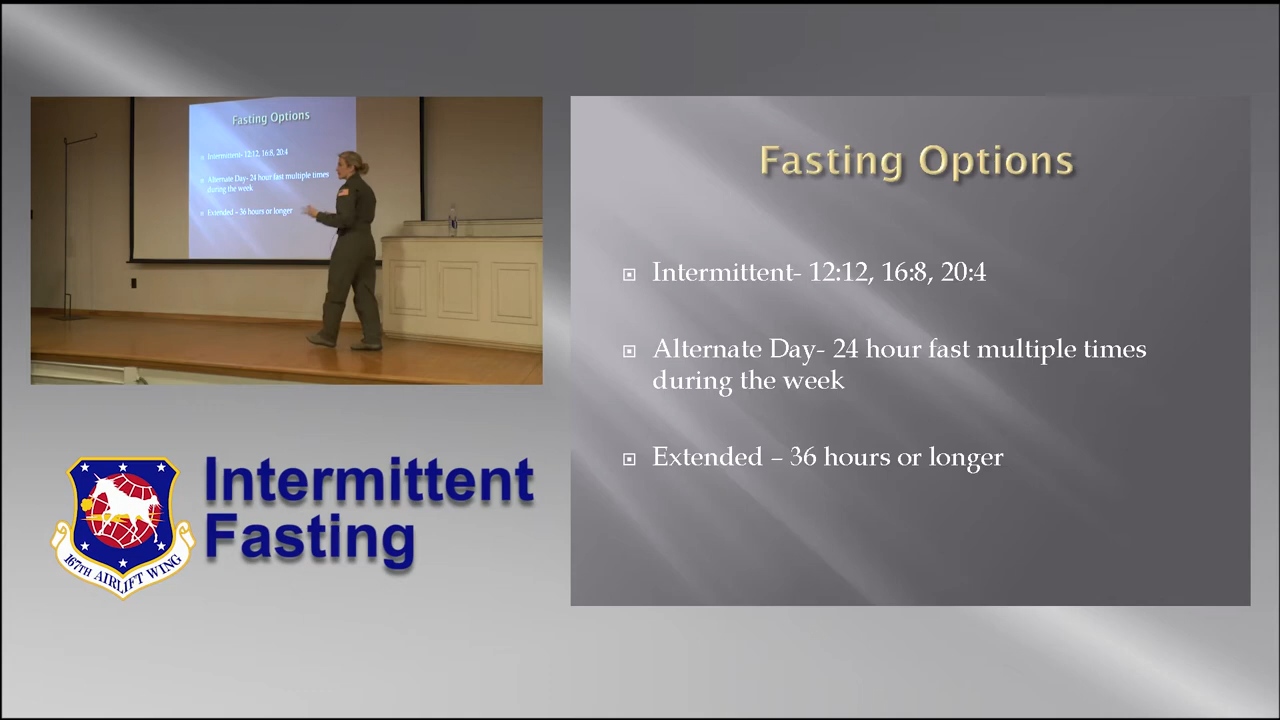 Fasting Options
Intermittent- 12:12, 16:8, 20:4
Alternate Day- 24 hour fast multiple times
during the week
Extended – 36 hours or longer
Fasting Options
Intermittent- 12:12, 16:8, 20:4
Alternate Day- 24 hour fast multiple times
during the week
Extended – 36 hours or longer
Intermittent
Fasting
167TH AIRLIFT WING